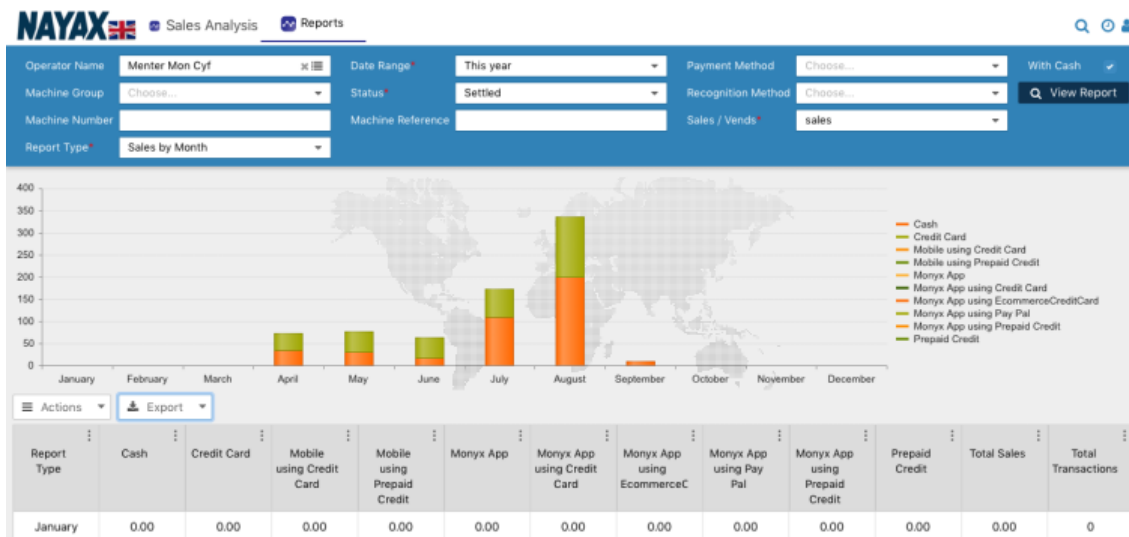 NAYAX Sales Analysis Reports
Operator Name Menter Mon Cyf Date Range* This year Payment Method Choose... With Cash
Machine Group Choose... Status* Settled Recognition Method Choose... View Report
Machine Number Machine Reference Sales / Vends* sales
Report Type* Sales by Month
400
350
300
250
200
150
100
50
0
January February March April May June July August September October November December
Cash
Credit Card
Mobile using Credit Card
Mobile using Prepaid Credit
Monyx App
Monyx App using Credit Card
Monyx App using EcommerceCreditCard
Monyx App using Pay Pal
Monyx App using Prepaid Credit
Prepaid Credit
Actions Export
Report Type Cash Credit Card Mobile using Credit Card Mobile using Prepaid Credit Monyx App Monyx App using Credit Card Monyx App using EcommerceC Monyx App using Pay Pal Monyx App using Prepaid Credit Prepaid Credit Total Sales Total Transactions
January 0.00 0.00 0.00 0.00 0.00 0.00 0.00 0.00 0.00 0.00 0.00 0